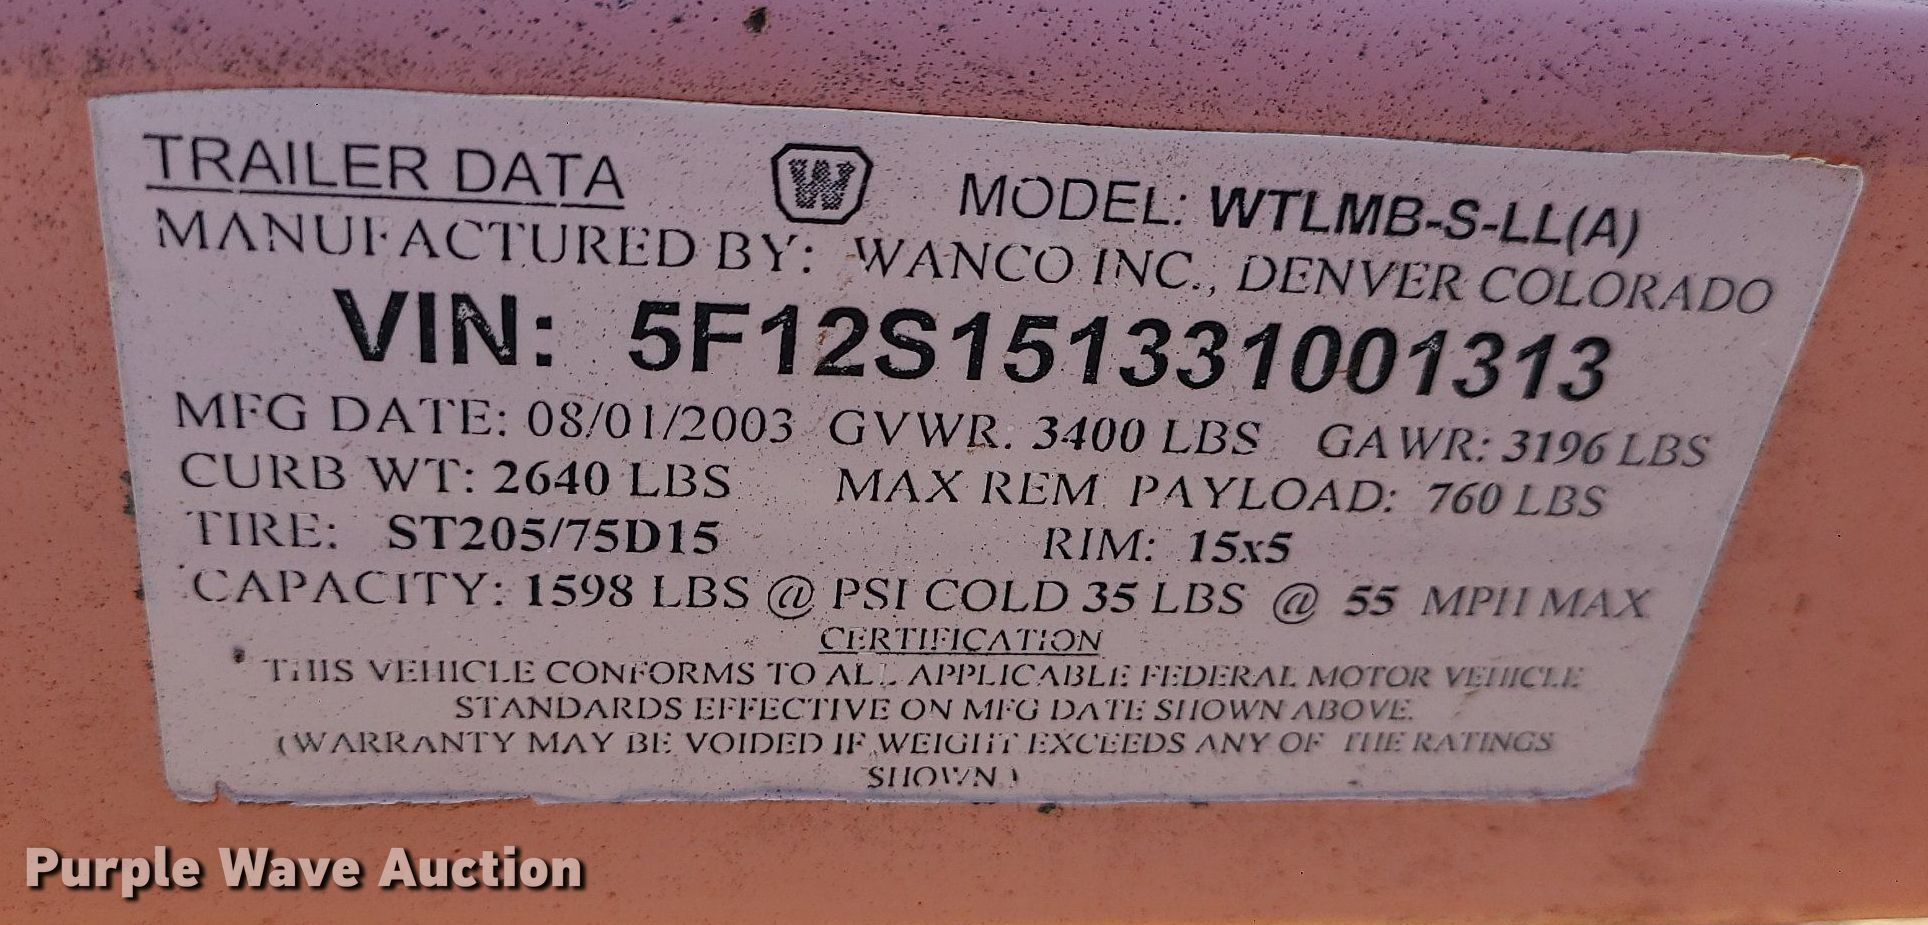 TRAILER DATA W MODEL: WTLMB-S-LL(A)
MANUFACTURED BY: WANCO INC., DENVER COLORADO
VIN: 5F12S151331001313
MFG DATE: 08/01/2003 GVWR. 3400 LBS GAWR: 3196 LBS
CURB WT: 2640 LBS MAX REM PAYLOAD: 760 LBS
TIRE: ST205/75D15 RIM: 15x5
CAPACITY: 1598 LBS @ PSI COLD 35 LBS @ 55 MPH MAX
CERTIFICATION
THIS VEHICLE CONFORMS TO ALL APPLICABLE FEDERAL MOTOR VEHICLE
STANDARDS EFFECTIVE ON MFG DATE SHOWN ABOVE.
(WARRANTY MAY BE VOIDED IF WEIGHT EXCEEDS ANY OF THE RATINGS
SHOWN)
Purple Wave Auction